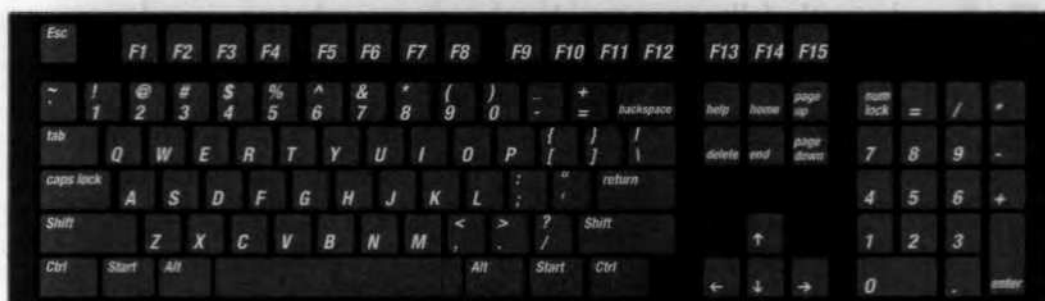 Esc F1 F2 F3 F4 F5 F6 F7 F8 F9 F10 F11 F12 F13 F14 F15
~ ! @ # $ % ^ & * ( ) _ +
` 1 2 3 4 5 6 7 8 9 0 - = backspace help home page up num lock = / *
tab Q W E R T Y U I O P { [ } ] | \ delete end page down 7 8 9 -
caps lock A S D F G H J K L : ; " ' return 4 5 6 +
Shift Z X C V B N M < , > . ? / Shift ↑ 1 2 3
Ctrl Start Alt Alt Start Ctrl ← ↓ → 0 . enter